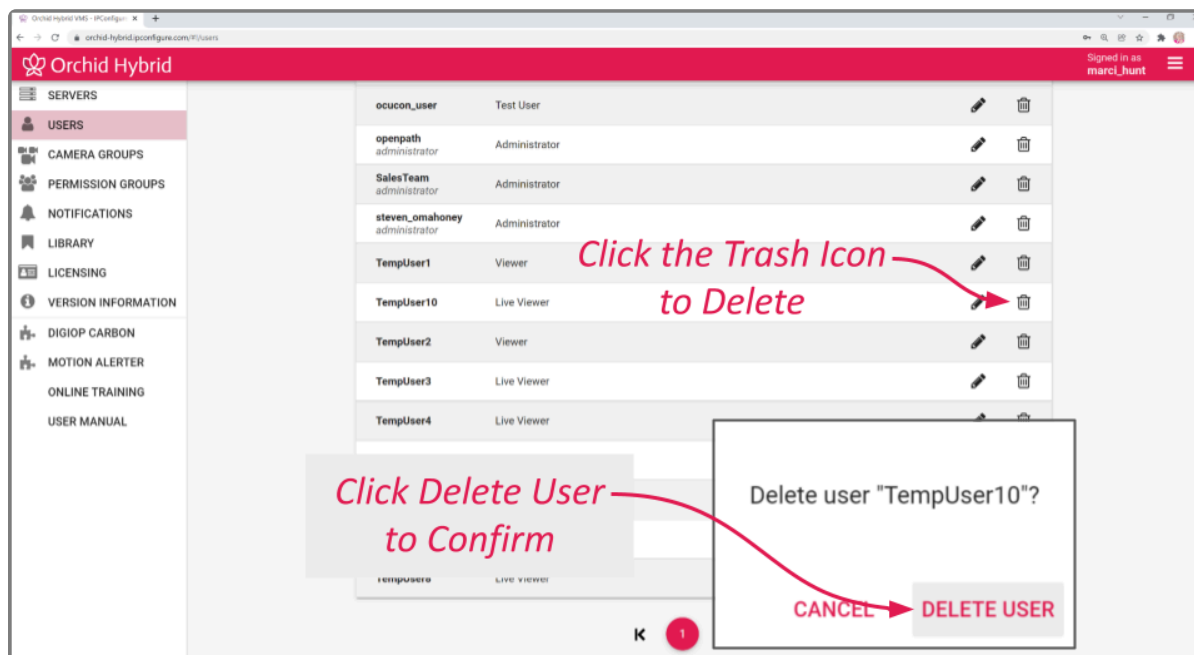 Orchid Hybrid VMS - IPConfigur
orchid-hybrid.ipconfigure.com/#!/users
Orchid Hybrid
Signed in as
marci_hunt
SERVERS
USERS
CAMERA GROUPS
PERMISSION GROUPS
NOTIFICATIONS
LIBRARY
LICENSING
VERSION INFORMATION
DIGIOP CARBON
MOTION ALERTER
ONLINE TRAINING
USER MANUAL
ocucon_user Test User
openpath Administrator
administrator
SalesTeam Administrator
administrator
steven_omahoney Administrator
administrator
TempUser1 Viewer
TempUser10 Live Viewer
TempUser2 Viewer
TempUser3 Live Viewer
TempUser4 Live Viewer
TempUser8 Live Viewer
1
Click the Trash Icon
to Delete
Click Delete User
to Confirm
Delete user "TempUser10"?
CANCEL DELETE USER